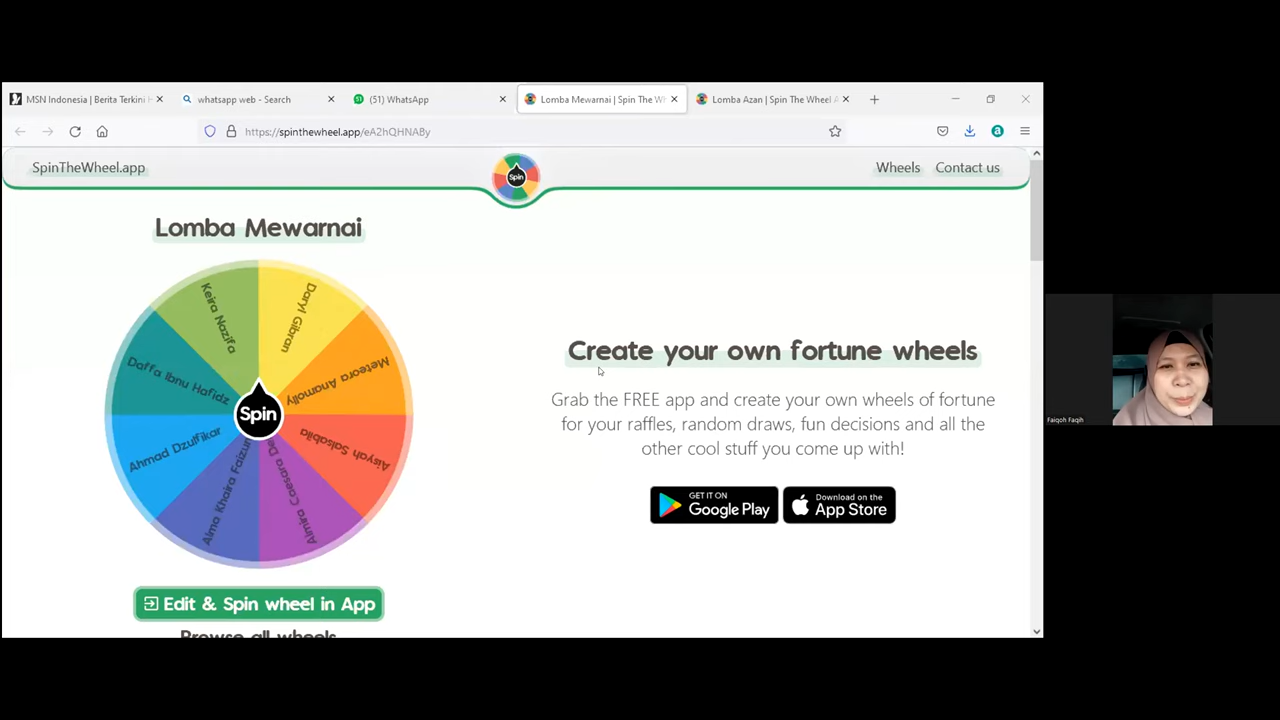 MSN Indonesia | Berita Terkini H
whatsapp web - Search
(51) WhatsApp
Lomba Mewarnai | Spin The Wh
Lomba Azan | Spin The Wheel A
https://spinthewheel.app/eA2hQHNABy
SpinTheWheel.app
Spin
Wheels
Contact us
Lomba Mewarnai
Keira Nazifa
Daryl Gibran
Meteora Anamolly
Aisyah Salsabila
Almira Caesara De
Alma Khaira Faizun
Ahmad Dzulfikar
Daffa Ibnu Hafidz
Spin
Edit & Spin wheel in App
Browse all wheels
Create your own fortune wheels
Grab the FREE app and create your own wheels of fortune
for your raffles, random draws, fun decisions and all the
other cool stuff you come up with!
GET IT ON
Google Play
Download on the
App Store
Faiqoh Faqih